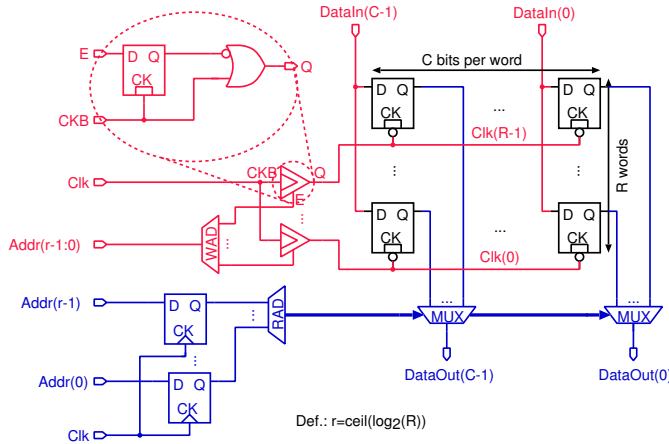 DataIn(C-1)
DataIn(0)
E
D Q
CK
Q
CKB
C bits per word
D Q
CK
...
D Q
CK
Clk(R-1)
R words
CKB
Q
Clk
E
...
...
...
Addr(r-1:0)
WAD
...
D Q
CK
...
D Q
CK
Clk(0)
Addr(r-1)
D Q
CK
...
RAD
...
MUX
...
MUX
...
Addr(0)
D Q
CK
DataOut(C-1)
DataOut(0)
Clk
Def.: r=ceil(log2(R))